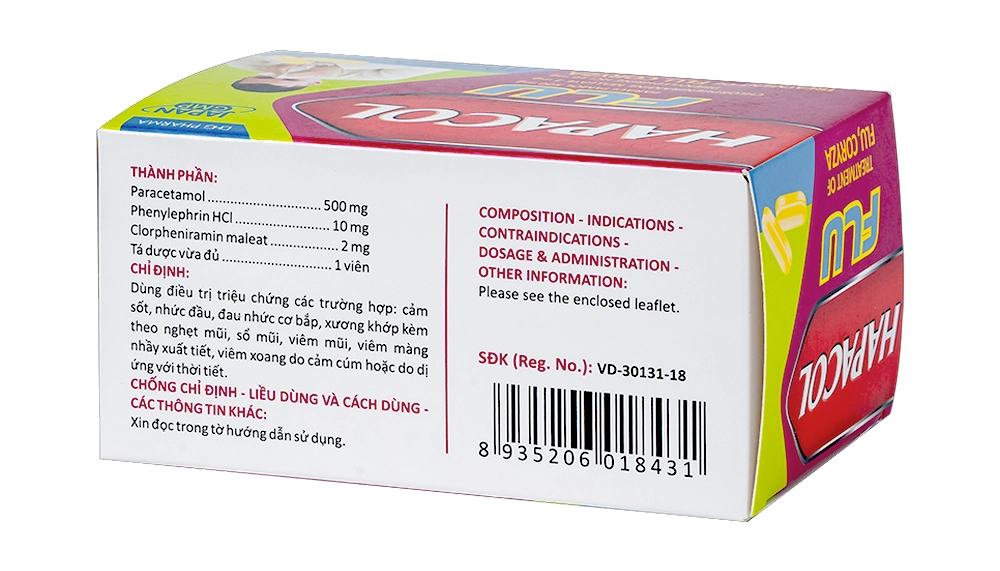 THÀNH PHẦN:
Paracetamol ............................... 500 mg
Phenylephrin HCl ......................... 10 mg
Clorpheniramin maleat .................. 2 mg
Tá dược vừa đủ ............................. 1 viên
CHỈ ĐỊNH:
Dùng điều trị triệu chứng các trường hợp: cảm
sốt, nhức đầu, đau nhức cơ bắp, xương khớp kèm
theo nghẹt mũi, sổ mũi, viêm mũi, viêm màng
nhầy xuất tiết, viêm xoang do cảm cúm hoặc do dị
ứng với thời tiết.
CHỐNG CHỈ ĐỊNH - LIỀU DÙNG VÀ CÁCH DÙNG -
CÁC THÔNG TIN KHÁC:
Xin đọc trong tờ hướng dẫn sử dụng.
COMPOSITION - INDICATIONS -
CONTRAINDICATIONS -
DOSAGE & ADMINISTRATION -
OTHER INFORMATION:
Please see the enclosed leaflet.
SĐK (Reg. No.): VD-30131-18
8 935206 018431
DHG PHARMA
JAPAN
HAPACOL
FLU
HAPACOL
FLU
TREATMENT OF
FLU, CORYZA